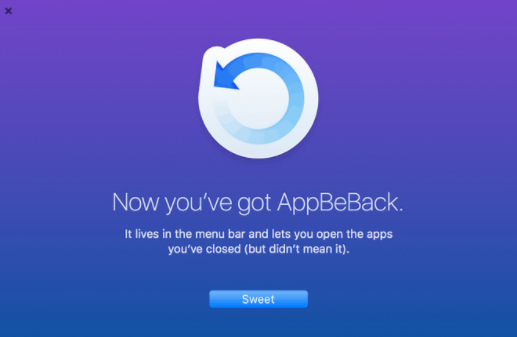 Now you’ve got AppBeBack.
It lives in the menu bar and lets you open the apps
you’ve closed (but didn’t mean it).
Sweet